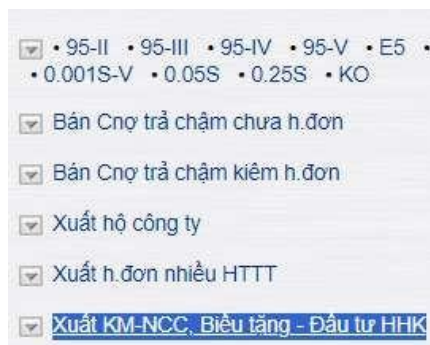 • 95-II • 95-III • 95-IV • 95-V • E5 •
• 0.001S-V • 0.05S • 0.25S • KO
Bán Cnợ trả chậm chưa h.đơn
Bán Cnợ trả chậm kiêm h.đơn
Xuất hộ công ty
Xuất h.đơn nhiều HTTT
Xuất KM-NCC, Biều tặng - Đầu tư HHK